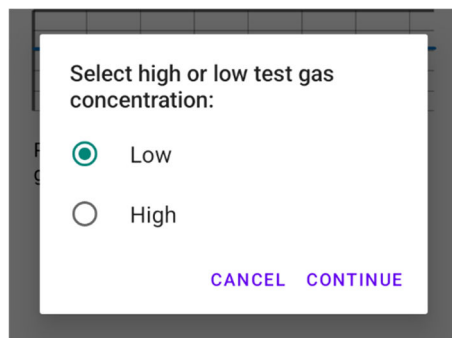 Select high or low test gas
concentration:
Low
High
CANCEL CONTINUE